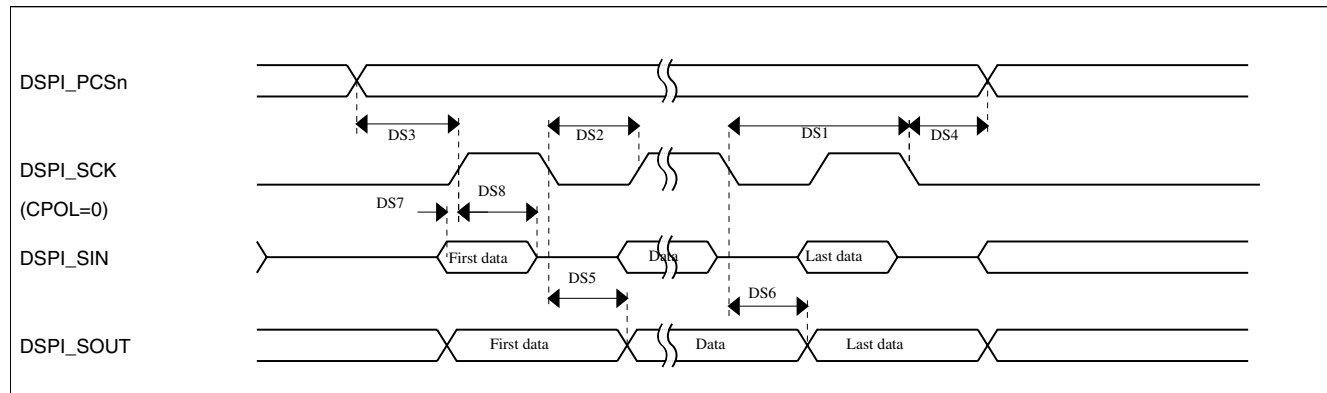 DSPI_PCSn
DS3
DS2
DS1
DS4
DSPI_SCK
(CPOL=0)
DS7
DS8
DSPI_SIN
First data
Data
Last data
DS5
DS6
DSPI_SOUT
First data
Data
Last data